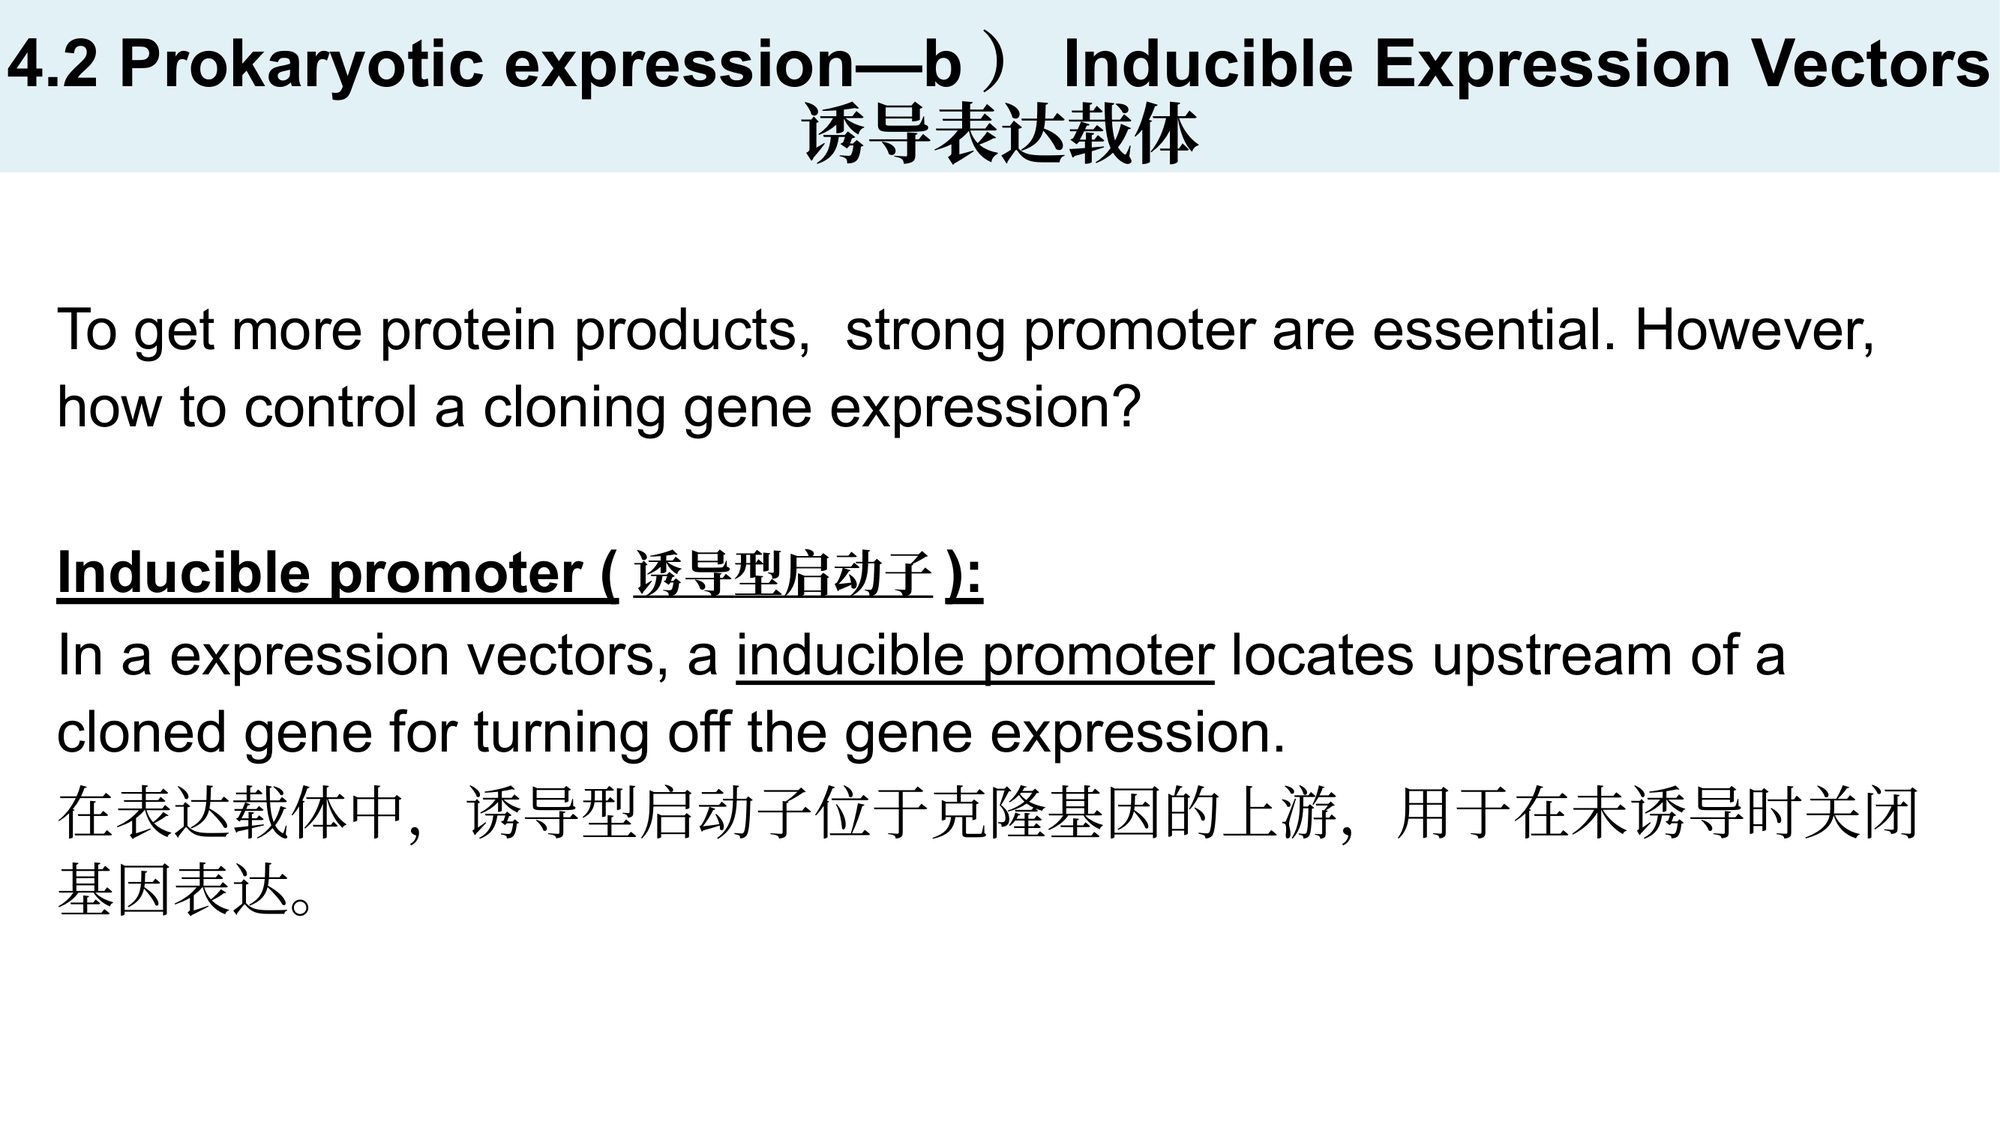 4.2 Prokaryotic expression—b） Inducible Expression Vectors
诱导表达载体
To get more protein products,  strong promoter are essential. However,
how to control a cloning gene expression?
Inducible promoter (诱导型启动子):
In a expression vectors, a inducible promoter locates upstream of a
cloned gene for turning off the gene expression.
在表达载体中，诱导型启动子位于克隆基因的上游，用于在未诱导时关闭
基因表达。